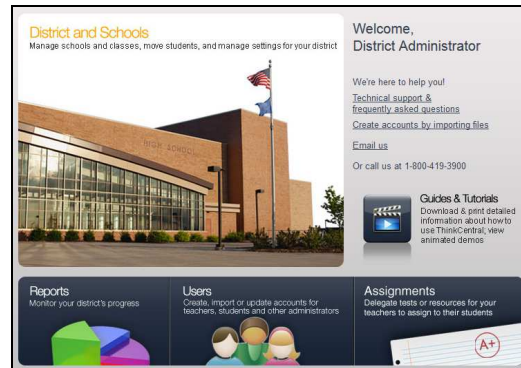 District and Schools
Manage schools and classes, move students, and manage settings for your district
HIGH SCHOOL
Welcome,
District Administrator
We're here to help you!
Technical support &
frequently asked questions
Create accounts by importing files
Email us
Or call us at 1-800-419-3900
Guides & Tutorials
Download & print detailed
information about how to
use ThinkCentral; view
animated demos
Reports
Monitor your district's progress
Users
Create, import or update accounts for
teachers, students and other administrators
Assignments
Delegate tests or resources for your
teachers to assign to their students
A+